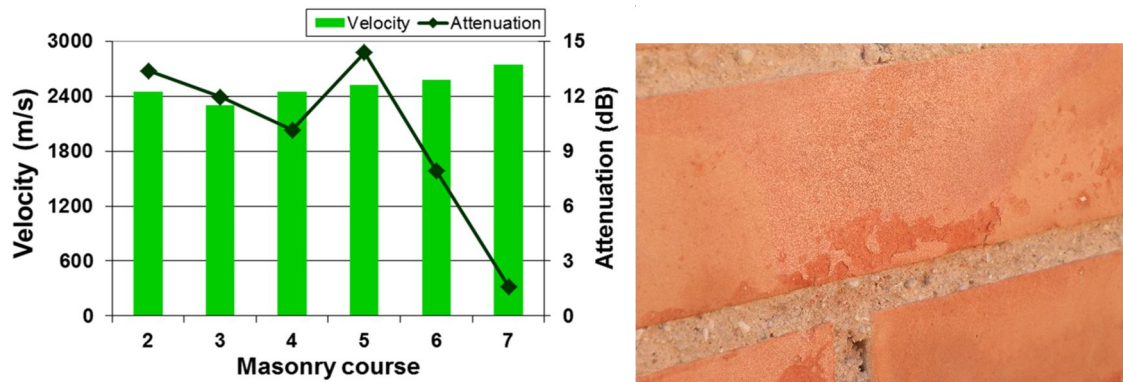 Velocity Attenuation
3000
2400
1800
1200
600
0
Velocity (m/s)
15
12
9
6
3
0
Attenuation (dB)
2 3 4 5 6 7
Masonry course